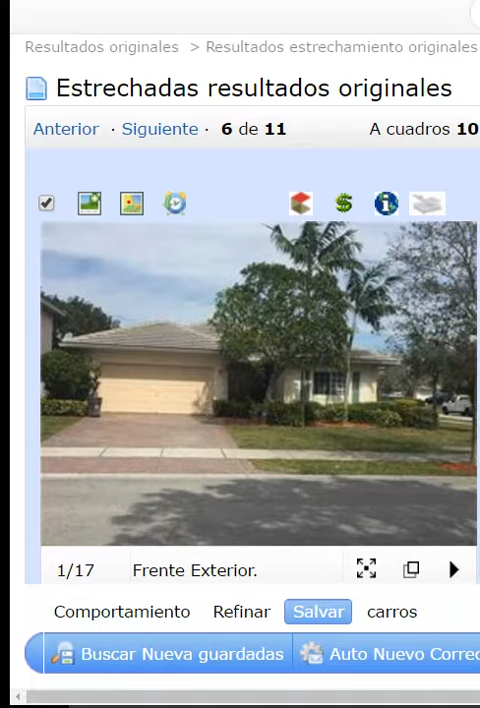 Resultados originales > Resultados estrechamiento originales
Estrechadas resultados originales
Anterior · Siguiente · 6 de 11 A cuadros 10
1/17 Frente Exterior.
Comportamiento Refinar Salvar carros
Buscar Nueva guardadas Auto Nuevo Correo